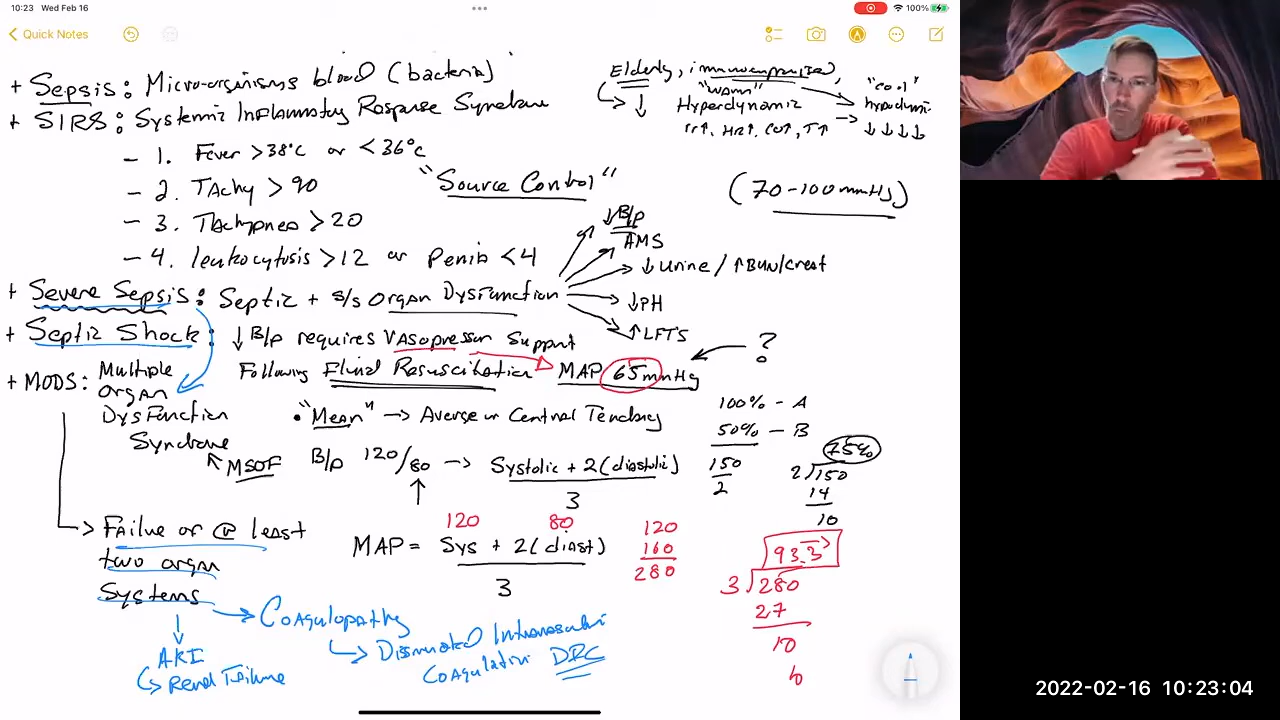 10:23 Wed Feb 16
100%
Quick Notes
+ Sepsis: Micro-organisms blood (bacteria)
+ SIRS: Systemic Inflammatory Response Syndrome
- 1. Fever >38°C or <36°C
- 2. TAchy >90
- 3. TAchypnea >20
- 4. leukocytosis >12 or penia <4
"Source Control"
Elderly, immunocompromised,
"WARM"
Hyperdynamic
HR↑, CO↑, T↑
"Cool"
↓↓↓↓
(70-100mmHg)
↓B/P
AMS
↓Urine/↑BUN/creat
↓PH
↑LFTS
+ Severe Sepsis: Septic + s/s Organ DysFunction
+ Septic Shock: ↓ B/p requires VASopressor Support
Following Fluid Resuscitation → MAP 65mmHg
?
+ MODS: Multiple
Organ
DysFunction
Syndrome
MSOF
• "Mean" → Average or Central Tendency
B/p 120/80 → Systolic + 2(diastolic)
3
120 80
MAP = Sys + 2(diast)
3
120
160
280
100% - A
50% - B
150
2
75%
2)150
14
10
93.3
3)280
27
10
→ Failure of @ least
two organ
Systems
→ Coagulopathy
AKI
→ Renal Failure
→ Disseminated Intravascular
Coagulation DIC
2022-02-16 10:23:04